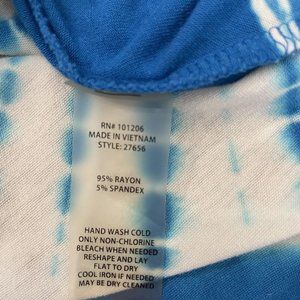 RN# 101206
MADE IN VIETNAM
STYLE: 27656
95% RAYON
5% SPANDEX
HAND WASH COLD
ONLY NON-CHLORINE
BLEACH WHEN NEEDED
RESHAPE AND LAY
FLAT TO DRY
COOL IRON IF NEEDED
MAY BE DRY CLEANED